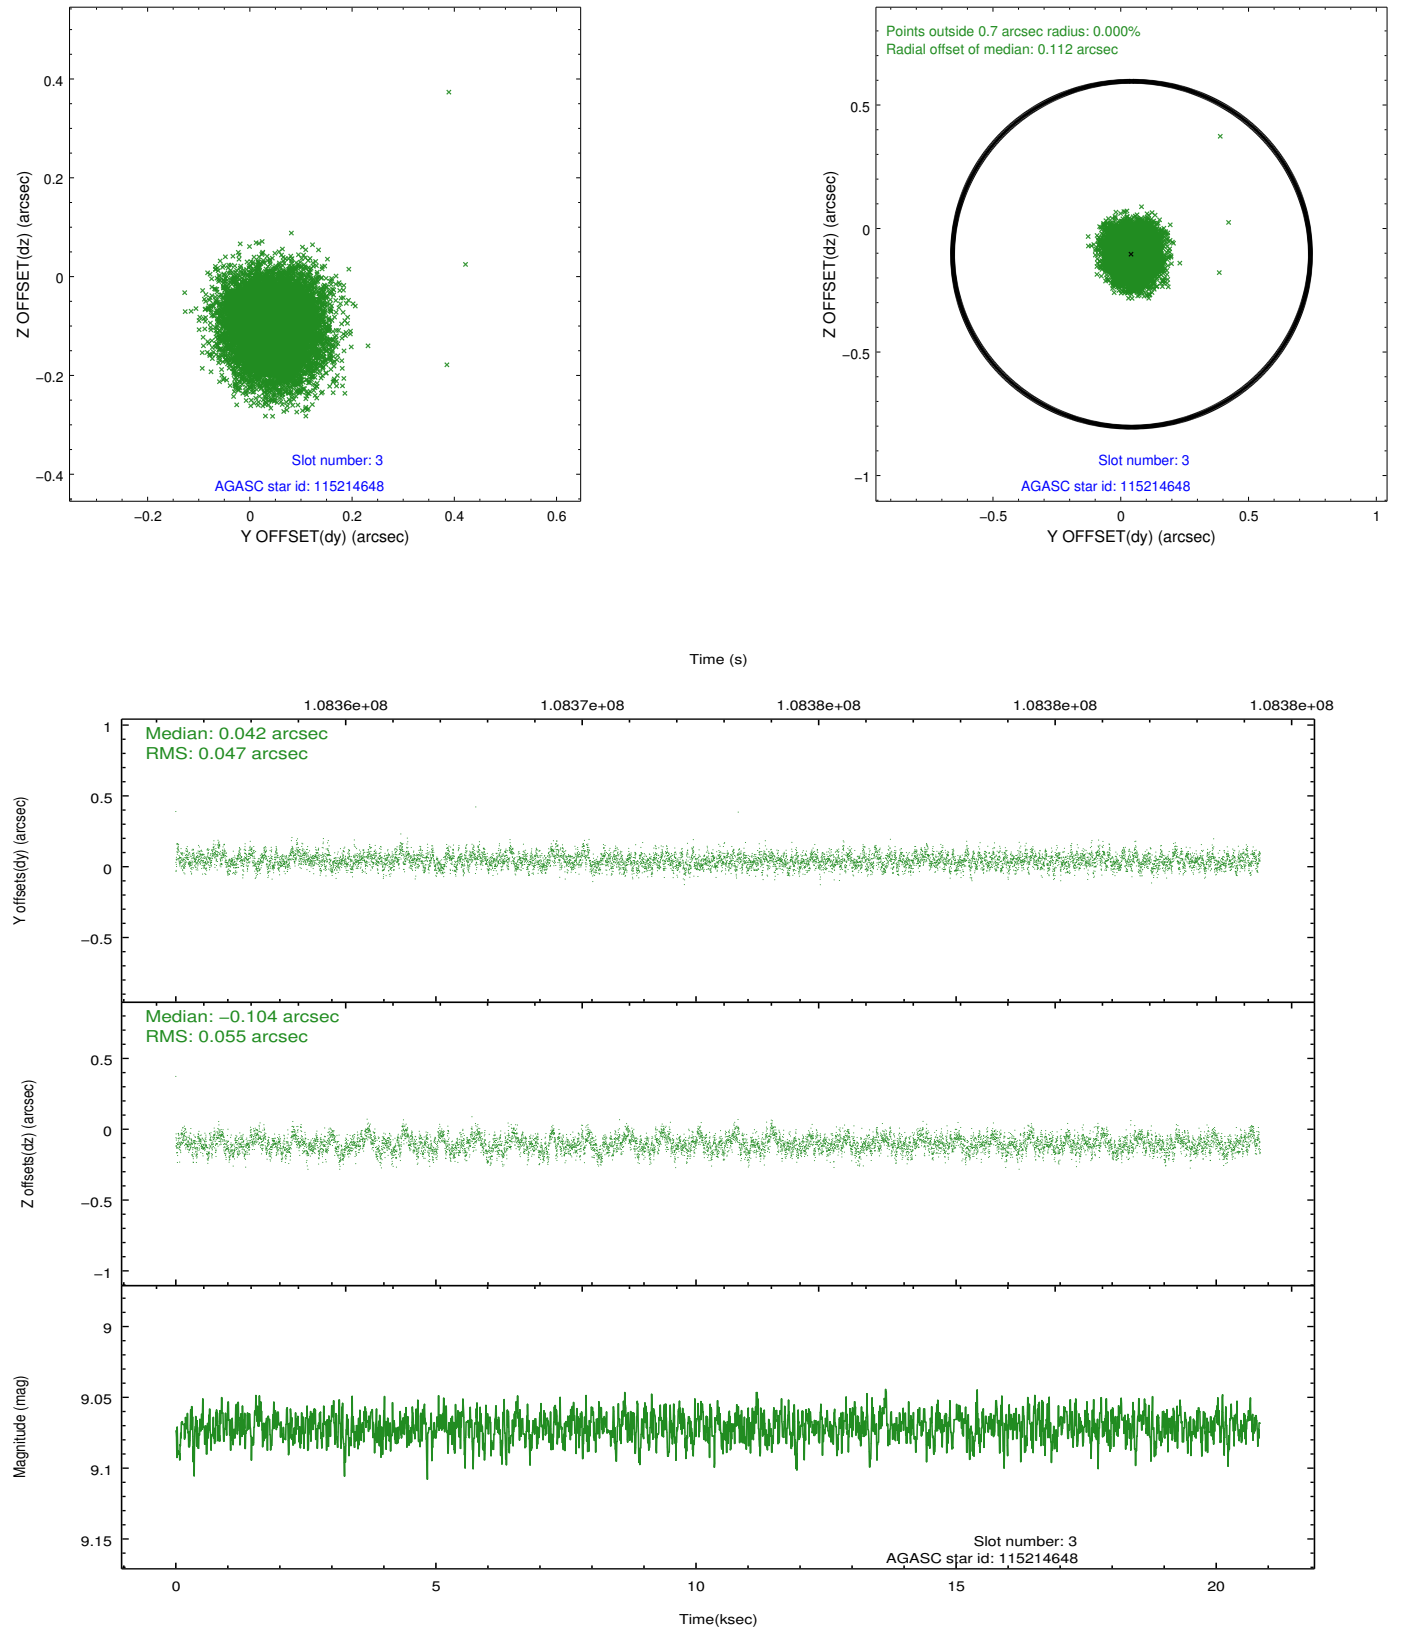 0.4
0.2
0
−0.2
−0.4
Z OFFSET(dz) (arcsec)
Slot number: 3
AGASC star id: 115214648
−0.2 0 0.2 0.4 0.6
Y OFFSET(dy) (arcsec)
Points outside 0.7 arcsec radius: 0.000%
Radial offset of median: 0.112 arcsec
0.5
0
−0.5
−1
Z OFFSET(dz) (arcsec)
Slot number: 3
AGASC star id: 115214648
−0.5 0 0.5 1
Y OFFSET(dy) (arcsec)
Time (s)
1.0836e+08 1.0837e+08 1.0838e+08 1.0838e+08 1.0838e+08
Median: 0.042 arcsec
RMS: 0.047 arcsec
1
0.5
0
−0.5
Y offsets(dy) (arcsec)
Median: −0.104 arcsec
RMS: 0.055 arcsec
0.5
0
−0.5
−1
Z offsets(dz) (arcsec)
9
9.05
9.1
9.15
Magnitude (mag)
Slot number: 3
AGASC star id: 115214648
0 5 10 15 20
Time(ksec)